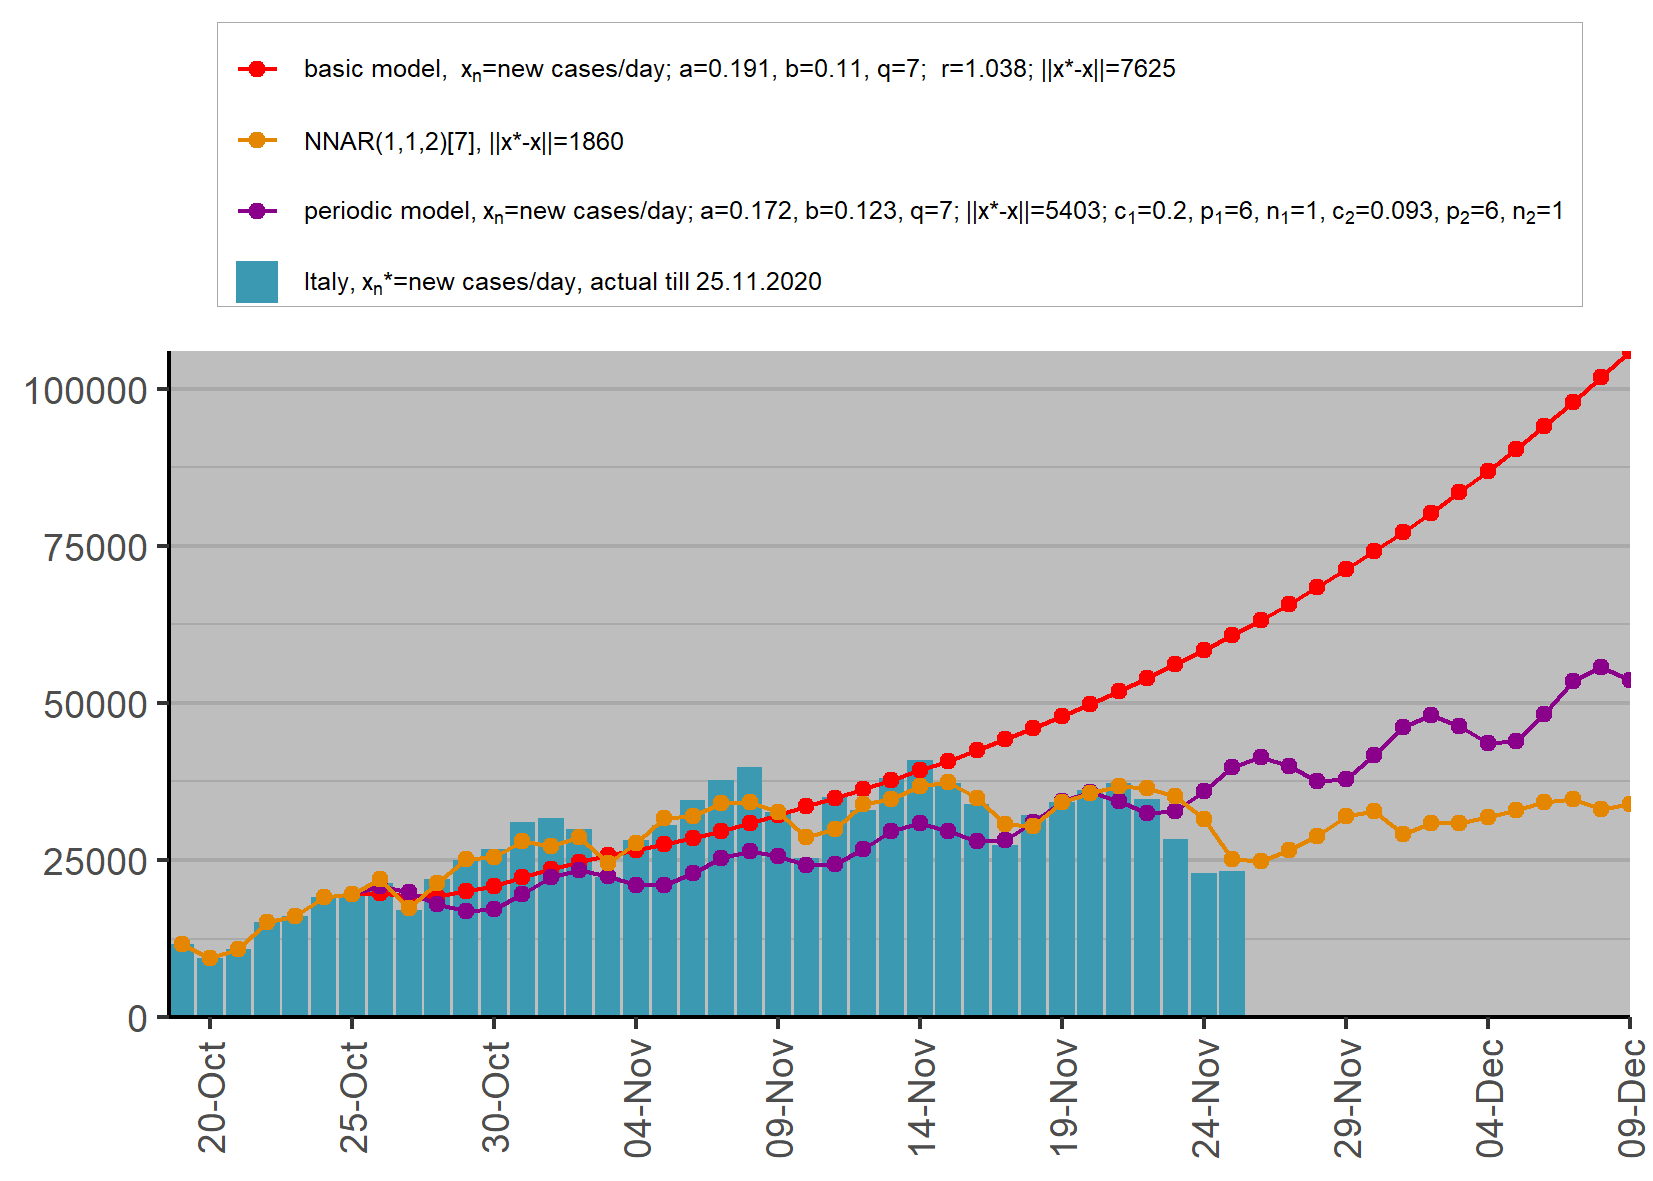 basic model, xₙ=new cases/day; a=0.191, b=0.11, q=7; r=1.038; ||x*-x||=7625
NNAR(1,1,2)[7], ||x*-x||=1860
periodic model, xₙ=new cases/day; a=0.172, b=0.123, q=7; ||x*-x||=5403; c₁=0.2, p₁=6, n₁=1, c₂=0.093, p₂=6, n₂=1
Italy, xₙ*=new cases/day, actual till 25.11.2020
100000
75000
50000
25000
0
20-Oct
25-Oct
30-Oct
04-Nov
09-Nov
14-Nov
19-Nov
24-Nov
29-Nov
04-Dec
09-Dec